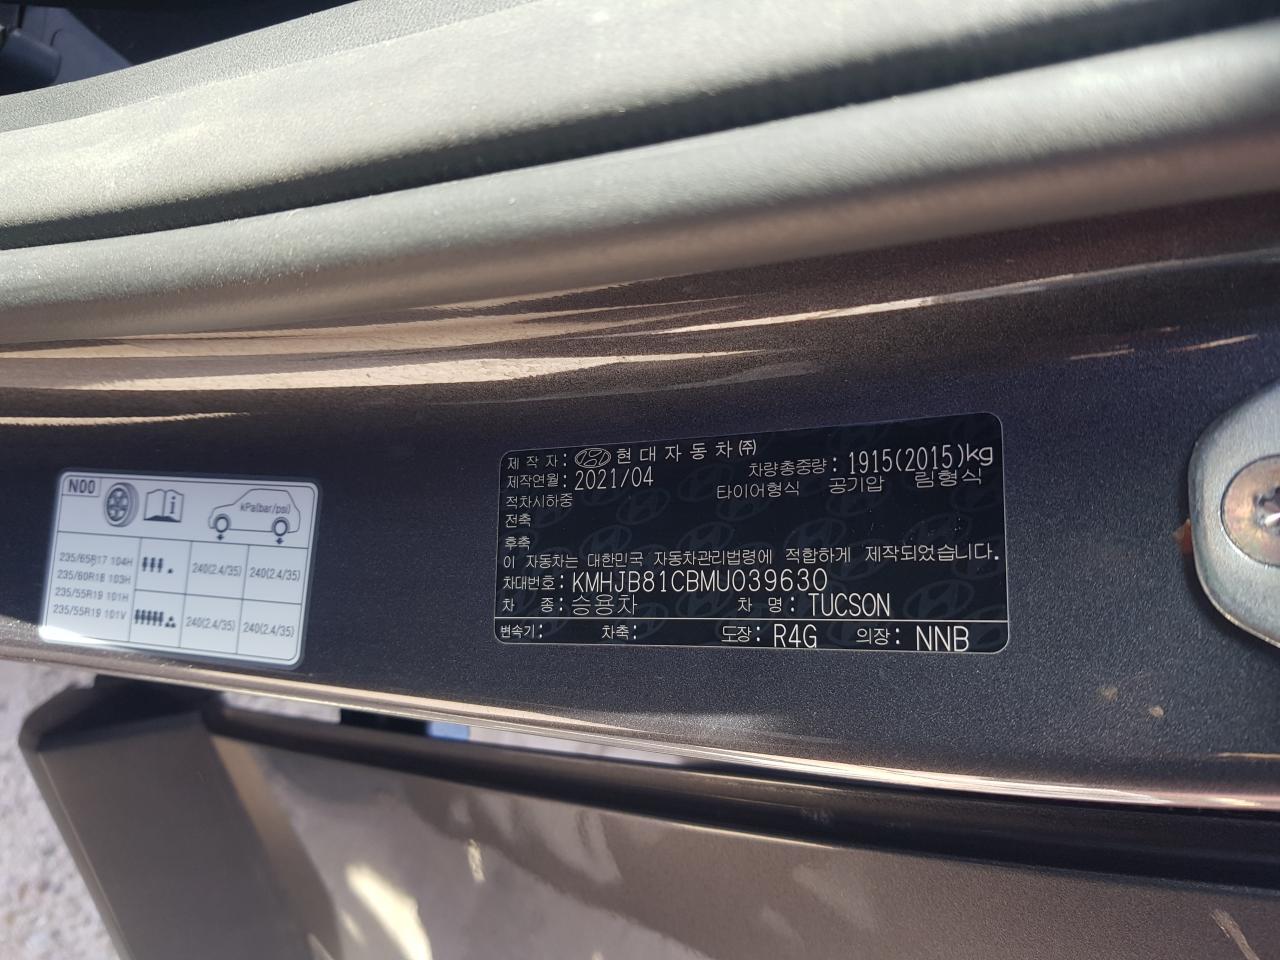 N00
kPa(bar/psi)
235/65R17 104H
235/60R18 103H
235/55R19 101H
235/55R19 101V
240(2.4/35) 240(2.4/35)
240(2.4/35) 240(2.4/35)
제 작 자: 현대자동차㈜
제작연월: 2021/04 차량총중량: 1915(2015)kg
적차시하중 타이어형식 공기압 림형식
전축
후축
이 자동차는 대한민국 자동차관리법령에 적합하게 제작되었습니다.
차대번호: KMHJB81CBMU039630
차 종: 승용차 차 명: TUCSON
변속기: 차축: 도장: R4G 의장: NNB